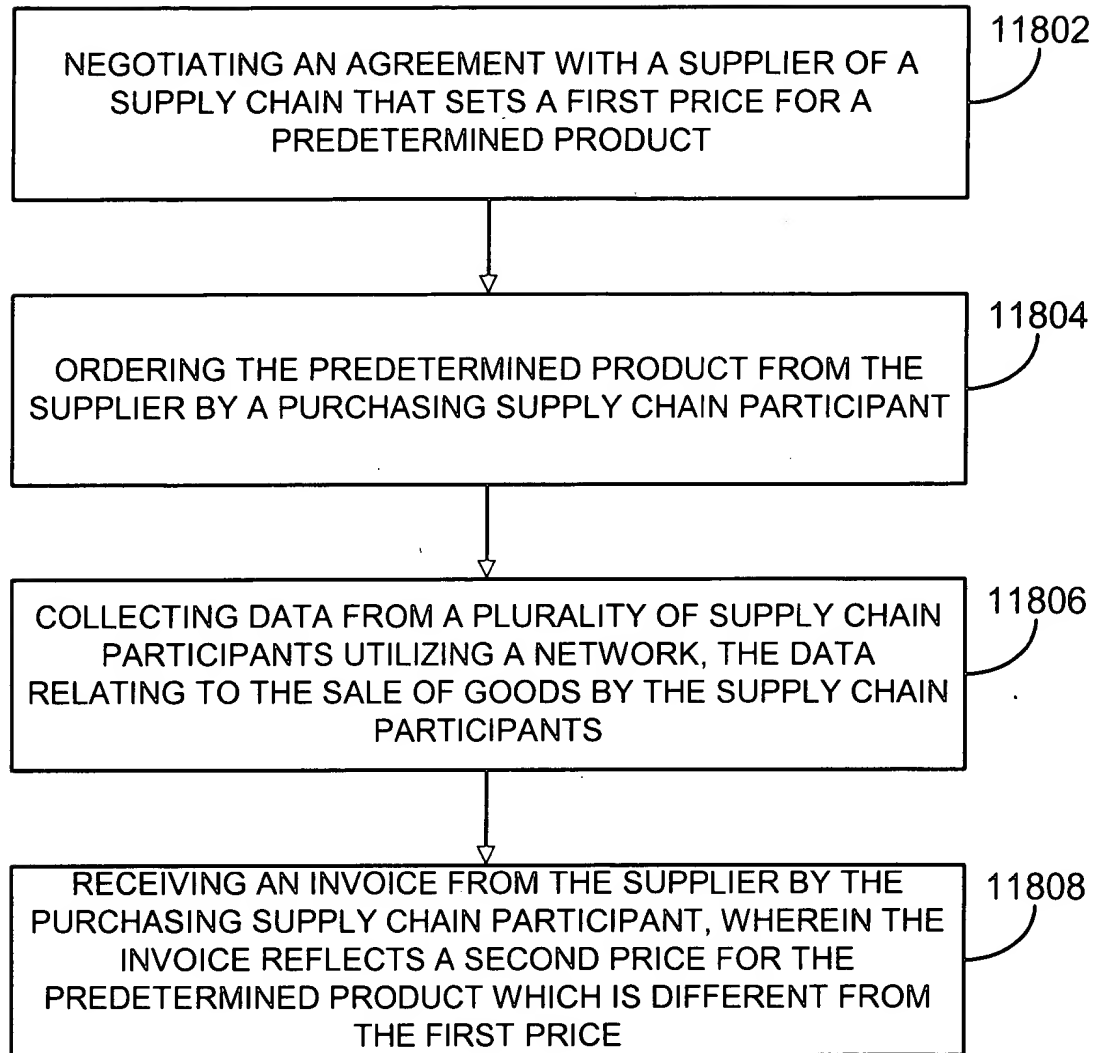 11802
NEGOTIATING AN AGREEMENT WITH A SUPPLIER OF A
SUPPLY CHAIN THAT SETS A FIRST PRICE FOR A
PREDETERMINED PRODUCT
11804
ORDERING THE PREDETERMINED PRODUCT FROM THE
SUPPLIER BY A PURCHASING SUPPLY CHAIN PARTICIPANT
11806
COLLECTING DATA FROM A PLURALITY OF SUPPLY CHAIN
PARTICIPANTS UTILIZING A NETWORK, THE DATA
RELATING TO THE SALE OF GOODS BY THE SUPPLY CHAIN
PARTICIPANTS
11808
RECEIVING AN INVOICE FROM THE SUPPLIER BY THE
PURCHASING SUPPLY CHAIN PARTICIPANT, WHEREIN THE
INVOICE REFLECTS A SECOND PRICE FOR THE
PREDETERMINED PRODUCT WHICH IS DIFFERENT FROM
THE FIRST PRICE